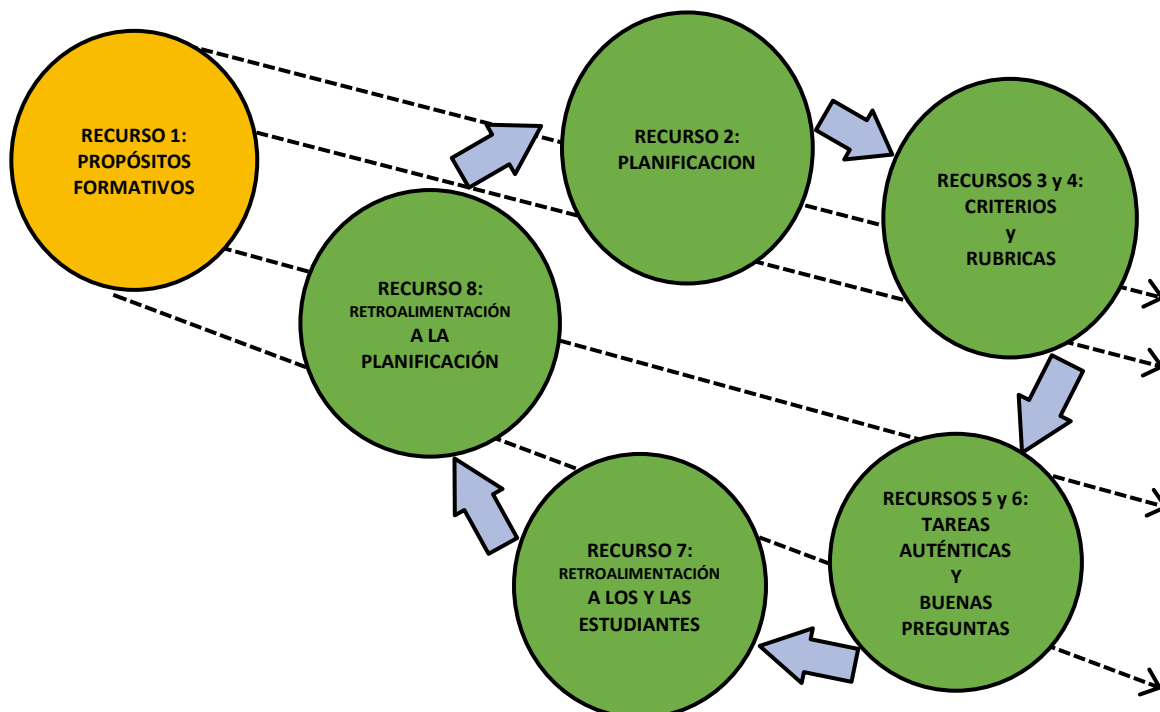 RECURSO 1:
PROPÓSITOS
FORMATIVOS
RECURSO 2:
PLANIFICACION
RECURSOS 3 y 4:
CRITERIOS
y
RUBRICAS
RECURSOS 5 y 6:
TAREAS
AUTÉNTICAS
Y
BUENAS
PREGUNTAS
RECURSO 7:
RETROALIMENTACIÓN
A LOS Y LAS
ESTUDIANTES
RECURSO 8:
RETROALIMENTACIÓN
A LA
PLANIFICACIÓN